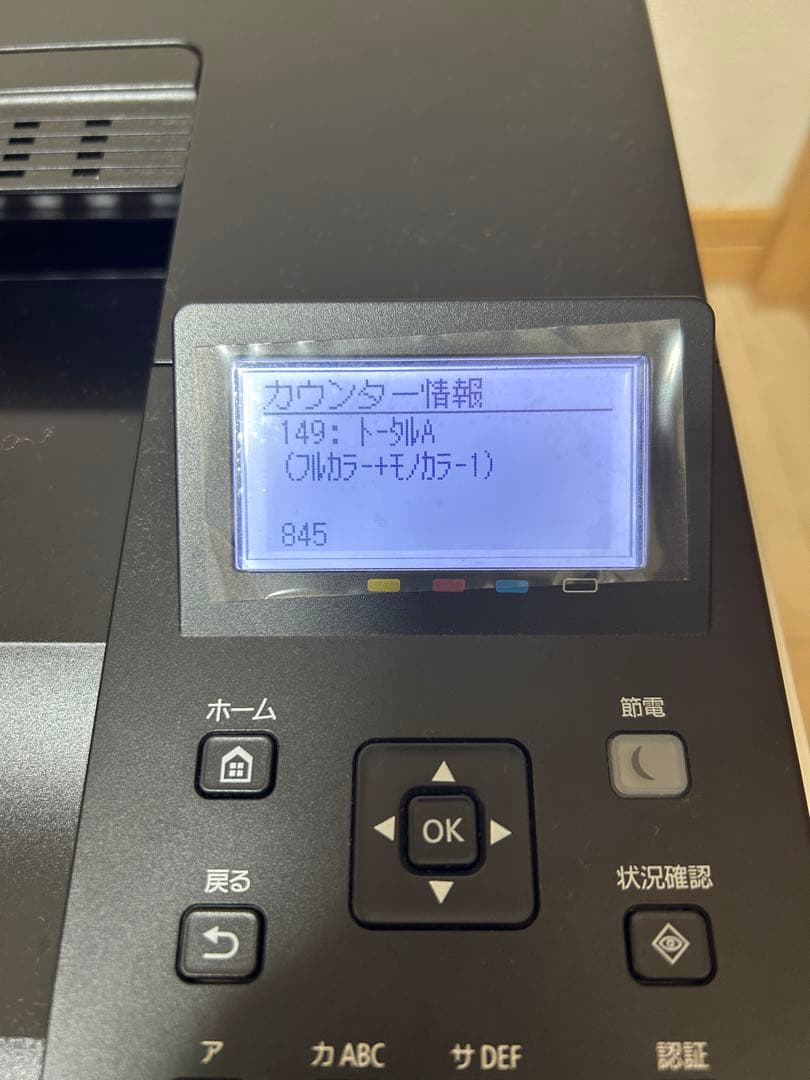 カウンター情報
149: トータルA
(フルカラー+モノカラー1)
845
ホーム
節電
OK
戻る
状況確認
ア
カ ABC
サ DEF
認証